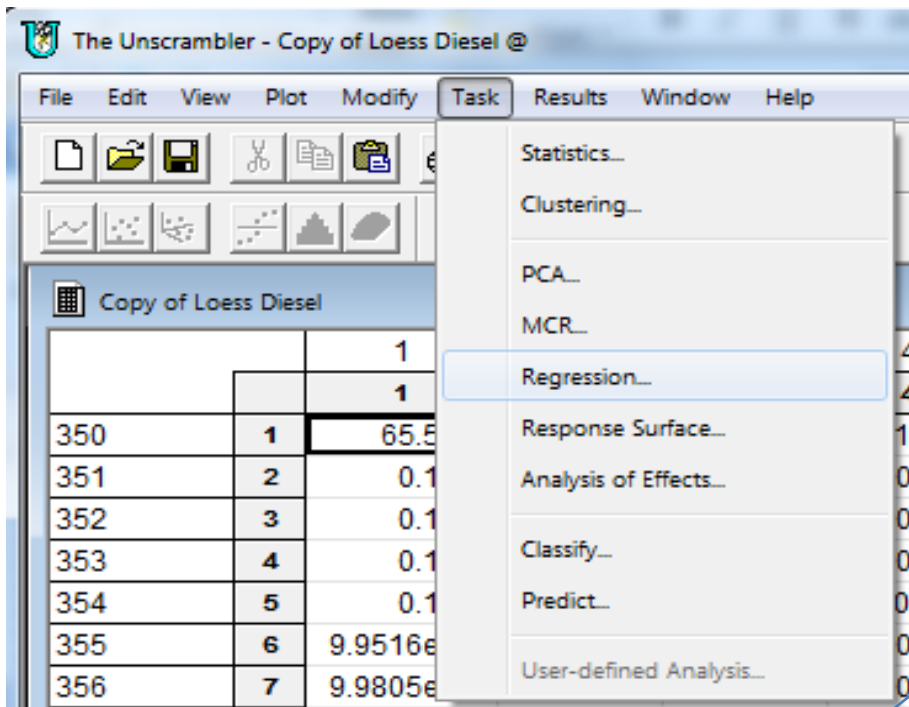 The Unscrambler - Copy of Loess Diesel @
File Edit View Plot Modify Task Results Window Help
Statistics...
Clustering...
PCA...
MCR...
Regression...
Response Surface...
Analysis of Effects...
Classify...
Predict...
User-defined Analysis...
Copy of Loess Diesel
1
1
350 1 65.5
351 2 0.1
352 3 0.1
353 4 0.1
354 5 0.1
355 6 9.9516e
356 7 9.9805e